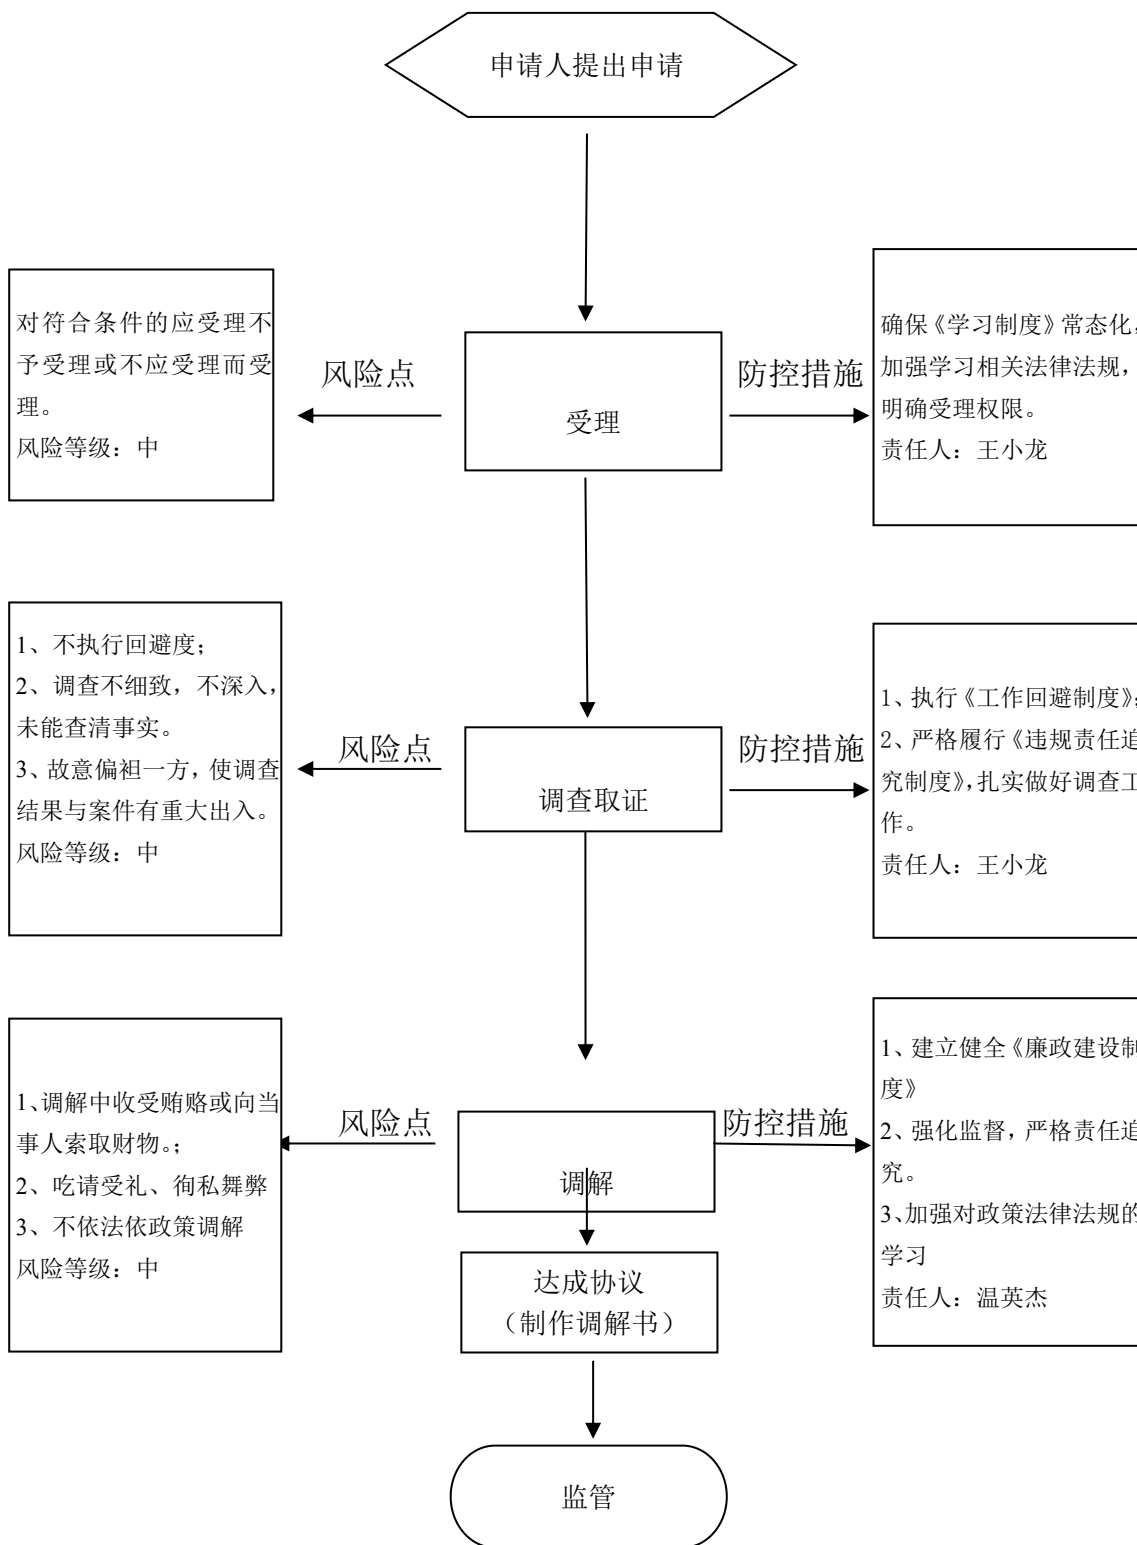 申请人提出申请
对符合条件的应受理不
予受理或不应受理而受
理。
风险等级：中
风险点
受理
防控措施
确保《学习制度》常态化，
加强学习相关法律法规，
明确受理权限。
责任人：王小龙
1、不执行回避度；
2、调查不细致，不深入，
未能查清事实。
3、故意偏袒一方，使调查
结果与案件有重大出入。
风险等级：中
风险点
调查取证
防控措施
1、执行《工作回避制度》；
2、严格履行《违规责任追
究制度》，扎实做好调查工
作。
责任人：王小龙
1、调解中收受贿赂或向当
事人索取财物。；
2、吃请受礼、徇私舞弊
3、不依法依政策调解
风险等级：中
风险点
调解
防控措施
1、建立健全《廉政建设制
度》
2、强化监督，严格责任追
究。
3、加强对政策法律法规的
学习
责任人：温英杰
达成协议
（制作调解书）
监管